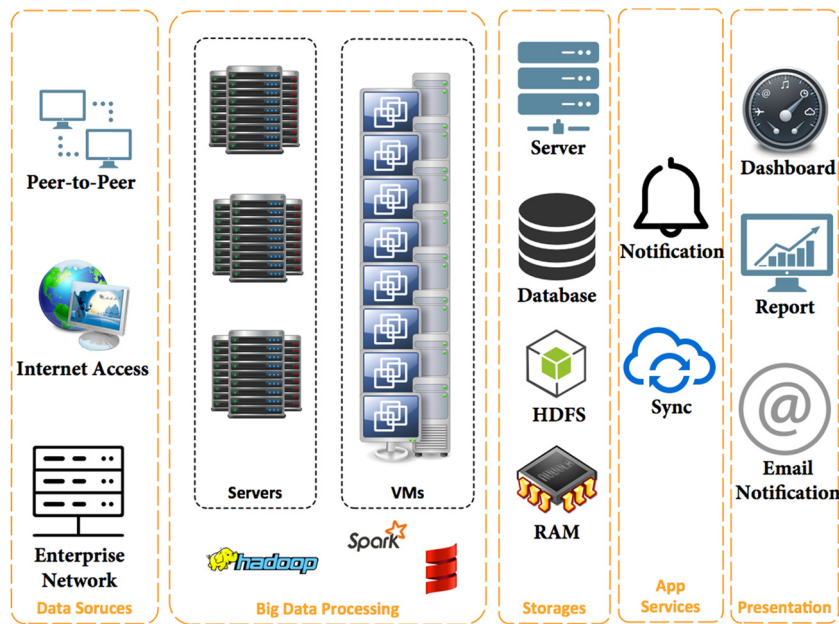 Peer-to-Peer
Internet Access
Enterprise
Network
Data Soruces
Servers
VMs
hadoop
Spark
Big Data Processing
Server
Database
HDFS
RAM
Storages
Notification
Sync
App
Services
@
Dashboard
Report
@
Email
Notification
Presentation